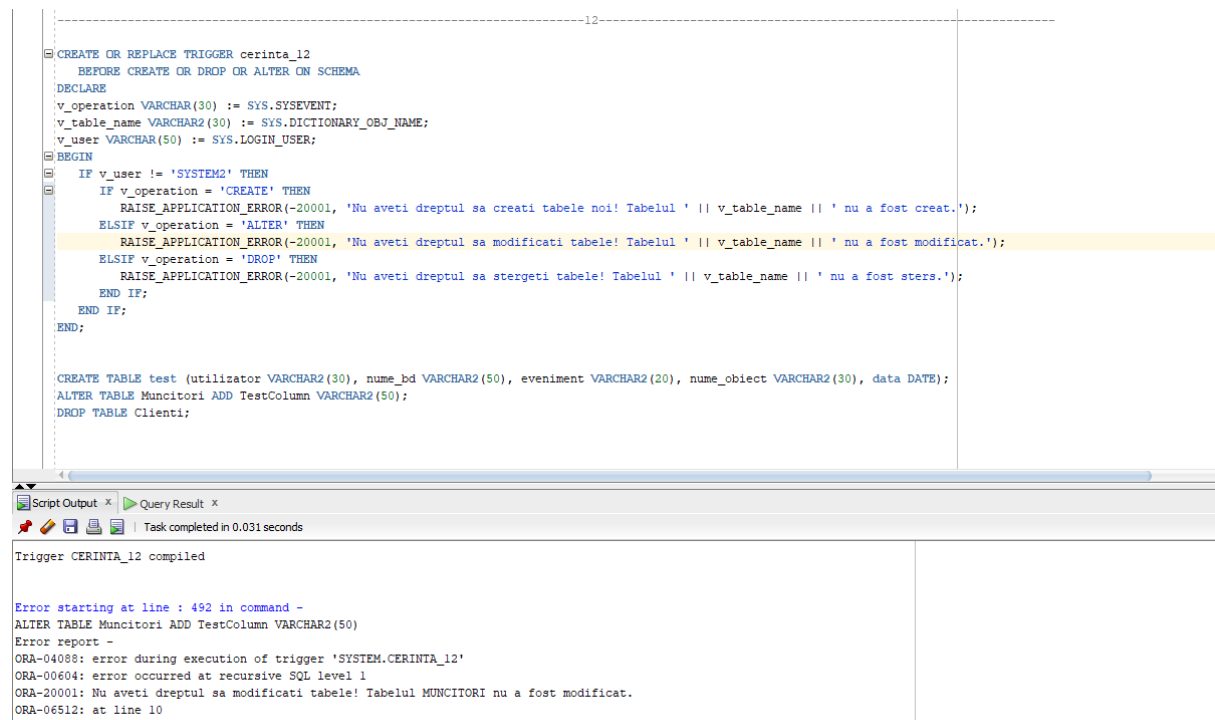 ------------------------------12------------------------------
CREATE OR REPLACE TRIGGER cerinta_12
BEFORE CREATE OR DROP OR ALTER ON SCHEMA
DECLARE
v_operation VARCHAR(30) := SYS.SYSEVENT;
v_table_name VARCHAR2(30) := SYS.DICTIONARY_OBJ_NAME;
v_user VARCHAR(50) := SYS.LOGIN_USER;
BEGIN
IF v_user != 'SYSTEM2' THEN
IF v_operation = 'CREATE' THEN
RAISE_APPLICATION_ERROR(-20001, 'Nu aveti dreptul sa creati tabele noi! Tabelul ' || v_table_name || ' nu a fost creat.');
ELSIF v_operation = 'ALTER' THEN
RAISE_APPLICATION_ERROR(-20001, 'Nu aveti dreptul sa modificati tabele! Tabelul ' || v_table_name || ' nu a fost modificat.');
ELSIF v_operation = 'DROP' THEN
RAISE_APPLICATION_ERROR(-20001, 'Nu aveti dreptul sa stergeti tabele! Tabelul ' || v_table_name || ' nu a fost sters.');
END IF;
END IF;
END;
CREATE TABLE test (utilizator VARCHAR2(30), nume_bd VARCHAR2(50), eveniment VARCHAR2(20), nume_obiect VARCHAR2(30), data DATE);
ALTER TABLE Muncitori ADD TestColumn VARCHAR2(50);
DROP TABLE Clienti;
Script Output x Query Result x
Task completed in 0.031 seconds
Trigger CERINTA_12 compiled
Error starting at line : 492 in command -
ALTER TABLE Muncitori ADD TestColumn VARCHAR2(50)
Error report -
ORA-04088: error during execution of trigger 'SYSTEM.CERINTA_12'
ORA-00604: error occurred at recursive SQL level 1
ORA-20001: Nu aveti dreptul sa modificati tabele! Tabelul MUNCITORI nu a fost modificat.
ORA-06512: at line 10